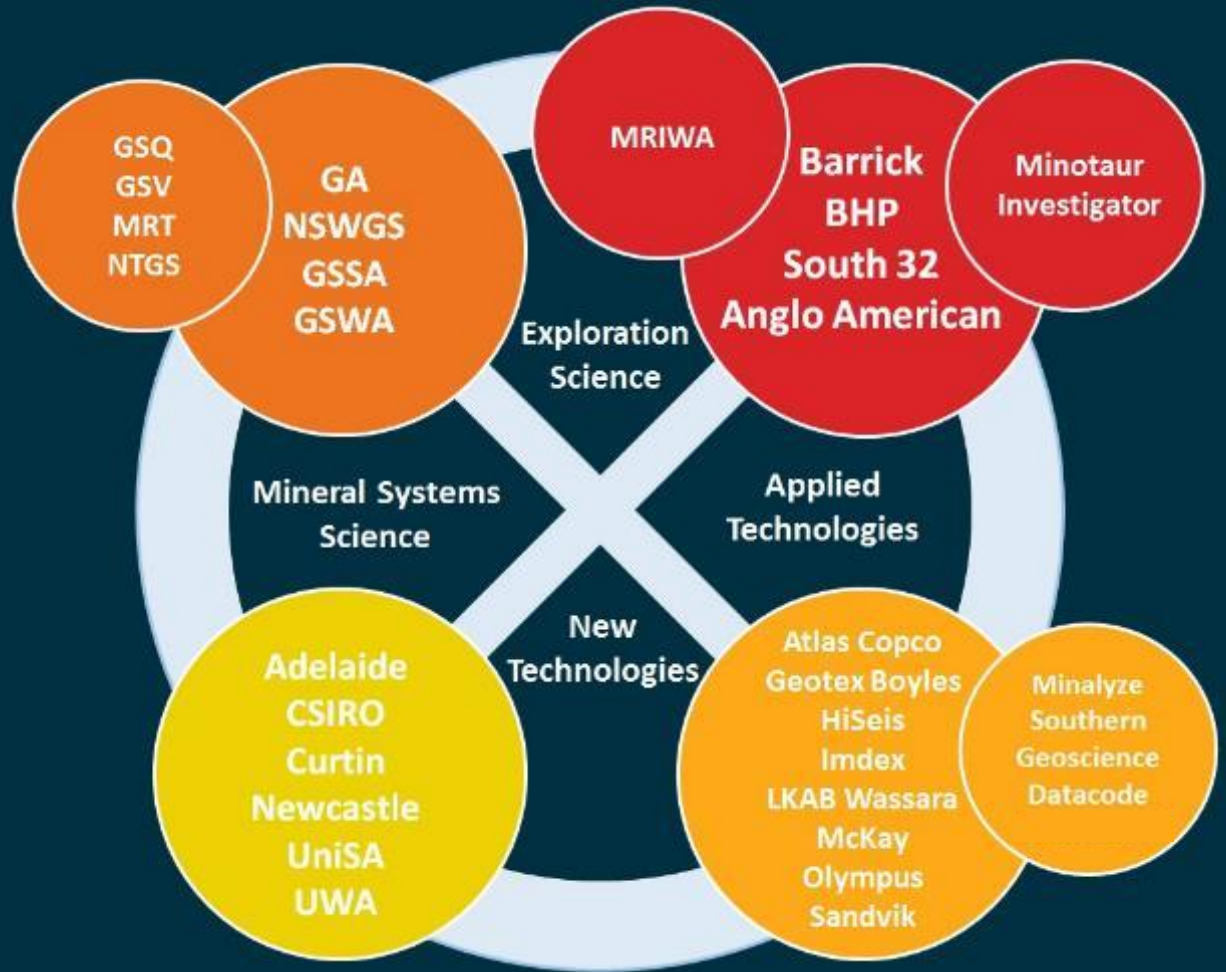 GSQ
GSV
MRT
NTGS
GA
NSWGS
GSSA
GSWA
MRIWA
Barrick
BHP
South 32
Anglo American
Minotaur
Investigator
Exploration
Science
Mineral Systems
Science
Applied
Technologies
New
Technologies
Adelaide
CSIRO
Curtin
Newcastle
UniSA
UWA
Atlas Copco
Geotex Boyles
HiSeis
Imdex
LKAB Wassara
McKay
Olympus
Sandvik
Minalyze
Southern
Geoscience
Datacode